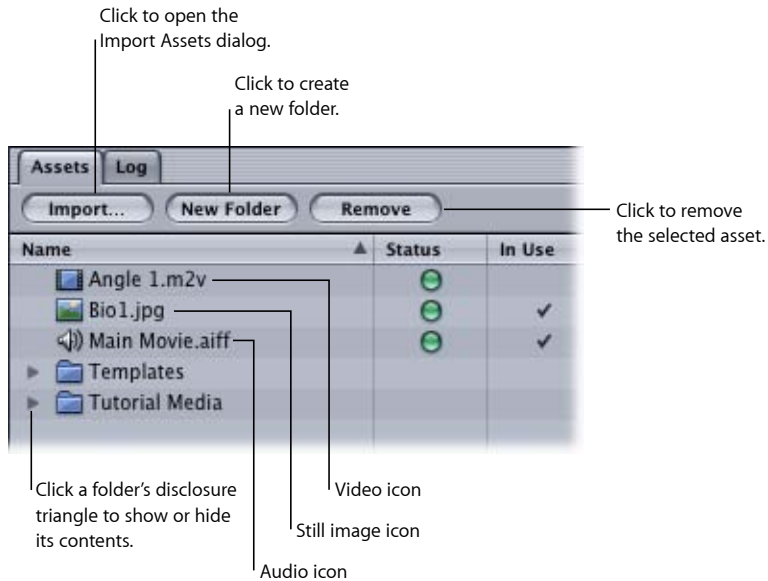 Click to open the
Import Assets dialog.
Click to create
a new folder.
Assets Log
Import... New Folder Remove
Click to remove
the selected asset.
Name Status In Use
Angle 1.m2v
Bio1.jpg
Main Movie.aiff
Templates
Tutorial Media
Click a folder’s disclosure
triangle to show or hide
its contents.
Video icon
Still image icon
Audio icon